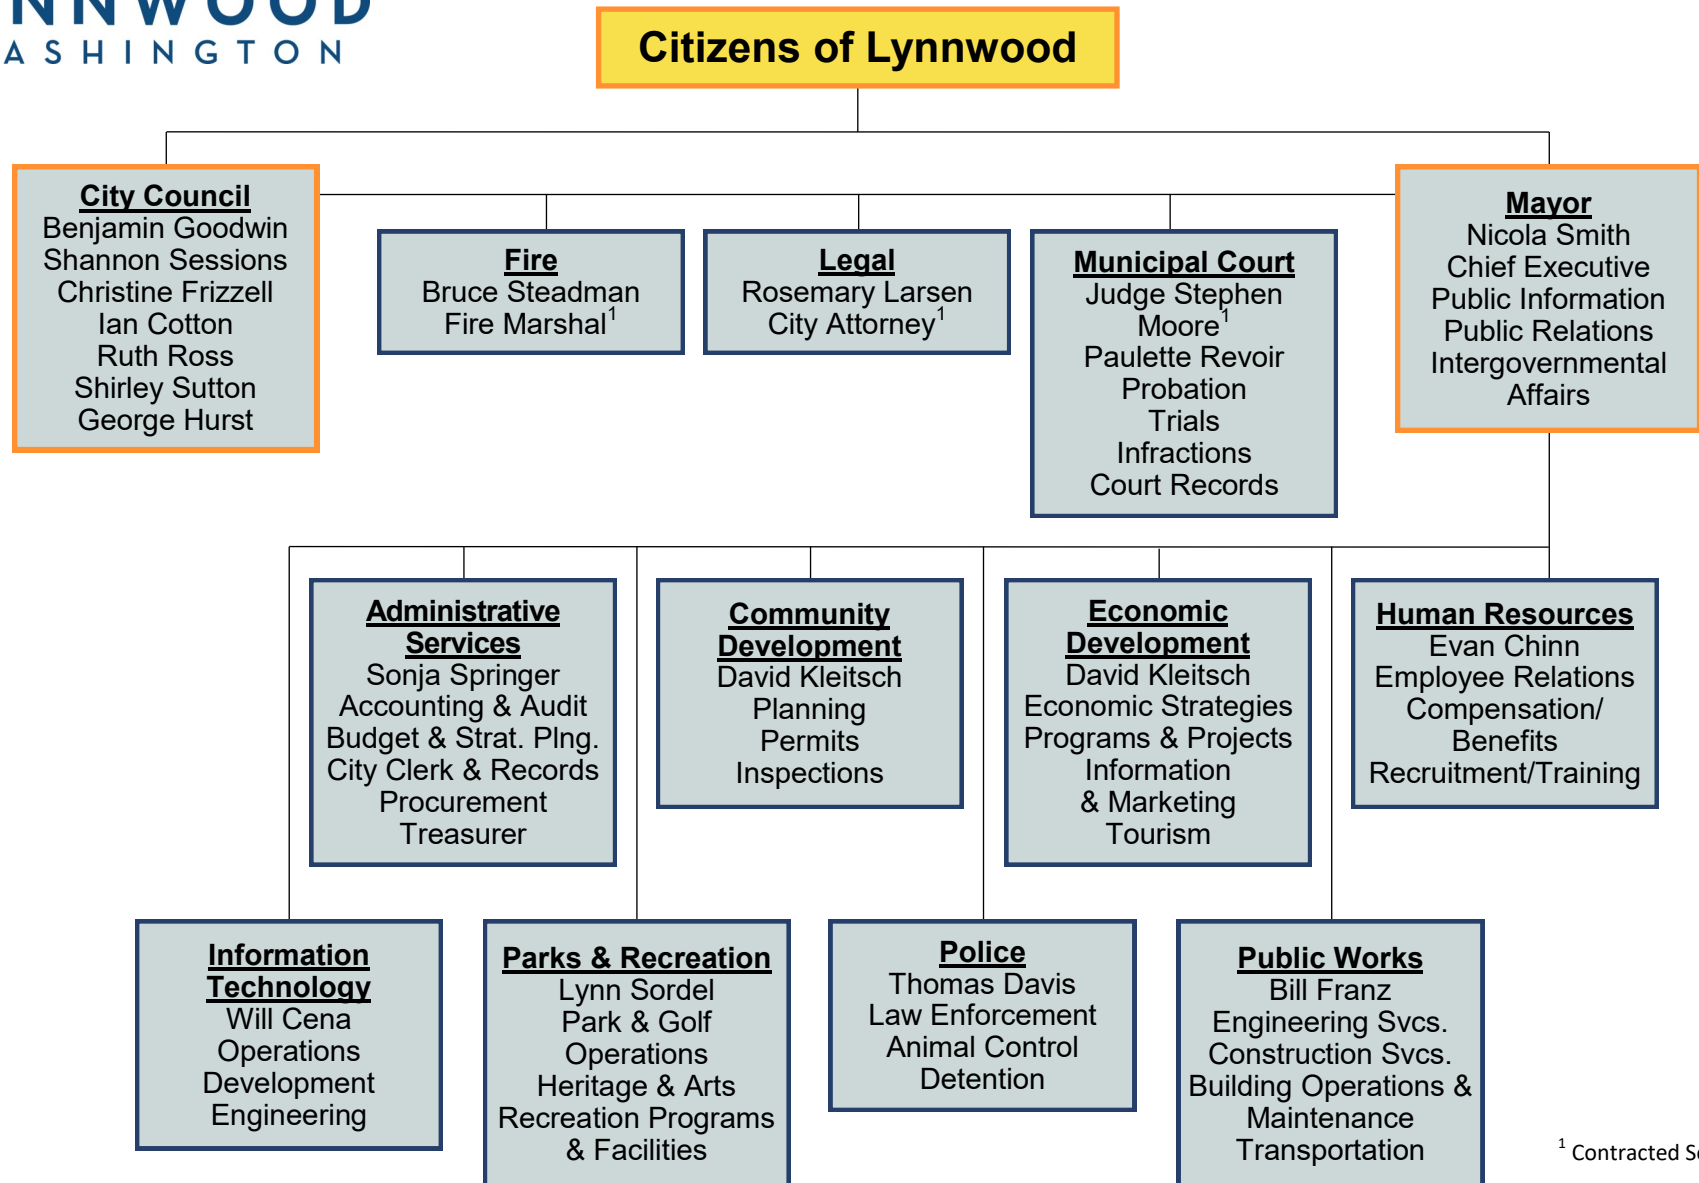 NNWOOD
ASHINGTON
Citizens of Lynnwood
City Council
Benjamin Goodwin
Shannon Sessions
Christine Frizzell
Ian Cotton
Ruth Ross
Shirley Sutton
George Hurst
Fire
Bruce Steadman
Fire Marshal¹
Legal
Rosemary Larsen
City Attorney¹
Municipal Court
Judge Stephen
Moore¹
Paulette Revoir
Probation
Trials
Infractions
Court Records
Mayor
Nicola Smith
Chief Executive
Public Information
Public Relations
Intergovernmental
Affairs
Administrative
Services
Sonja Springer
Accounting & Audit
Budget & Strat. Plng.
City Clerk & Records
Procurement
Treasurer
Community
Development
David Kleitsch
Planning
Permits
Inspections
Economic
Development
David Kleitsch
Economic Strategies
Programs & Projects
Information
& Marketing
Tourism
Human Resources
Evan Chinn
Employee Relations
Compensation/
Benefits
Recruitment/Training
Information
Technology
Will Cena
Operations
Development
Engineering
Parks & Recreation
Lynn Sordel
Park & Golf
Operations
Heritage & Arts
Recreation Programs
& Facilities
Police
Thomas Davis
Law Enforcement
Animal Control
Detention
Public Works
Bill Franz
Engineering Svcs.
Construction Svcs.
Building Operations &
Maintenance
Transportation
¹ Contracted